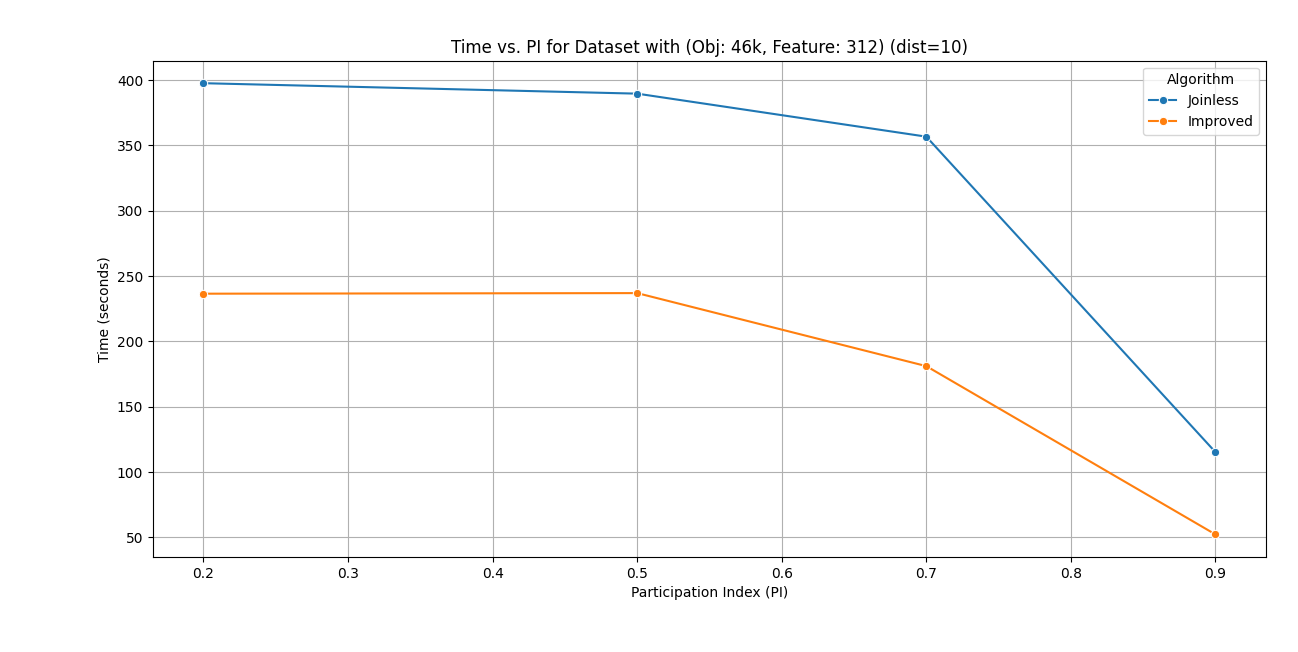 Time vs. PI for Dataset with (Obj: 46k, Feature: 312) (dist=10)
Algorithm
Joinless
Improved
400
350
300
250
200
150
100
50
Time (seconds)
0.2 0.3 0.4 0.5 0.6 0.7 0.8 0.9
Participation Index (PI)